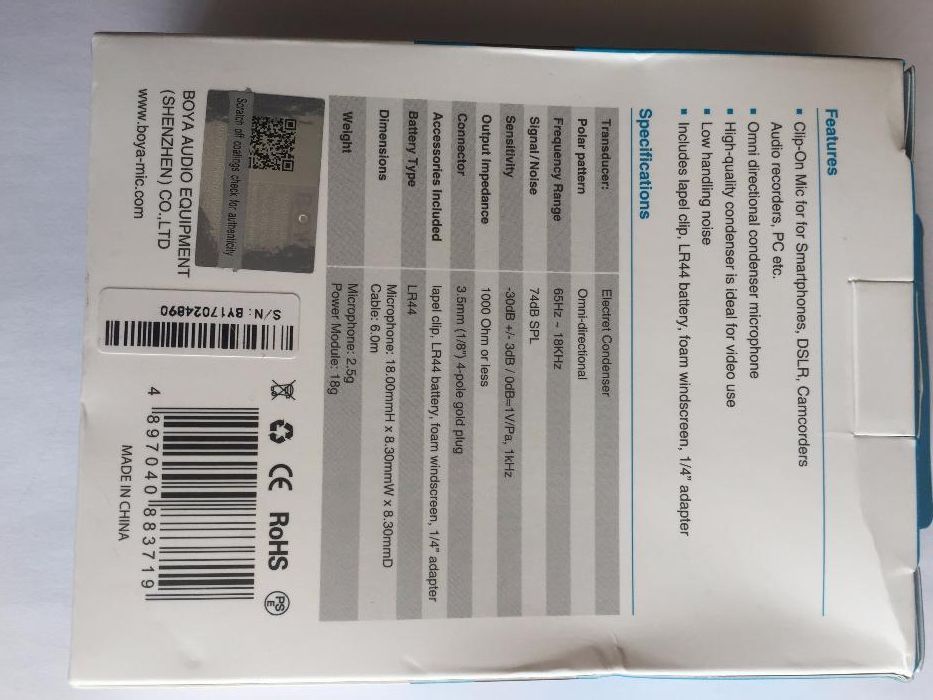 Features
▪ Clip-On Mic for for Smartphones, DSLR, Camcorders
Audio recorders, PC etc.
▪ Omni directional condenser microphone
▪ High-quality condenser is ideal for video use
▪ Low handling noise
▪ Includes lapel clip, LR44 battery, foam windscreen, 1/4" adapter
Specifications
Transducer: Electret Condenser
Polar pattern Omni-directional
Frequency Range 65Hz ~ 18KHz
Signal/Noise 74dB SPL
Sensitivity -30dB +/- 3dB / 0dB=1V/Pa, 1kHz
Output Impedance 1000 Ohm or less
Connector 3.5mm (1/8") 4-pole gold plug
Accessories Included lapel clip, LR44 battery, foam windscreen, 1/4" adapter
Battery Type LR44
Dimensions Microphone: 18.00mmH x 8.30mmW x 8.30mmD
Cable: 6.0m
Weight Microphone: 2.5g
Power Module: 18g
Scratch off coatings check for authenticity
BOYA AUDIO EQUIPMENT
(SHENZHEN) CO.,LTD
www.boya-mic.com
S/N: BY17024890
CE RoHS PSE
4 897040 883719
MADE IN CHINA